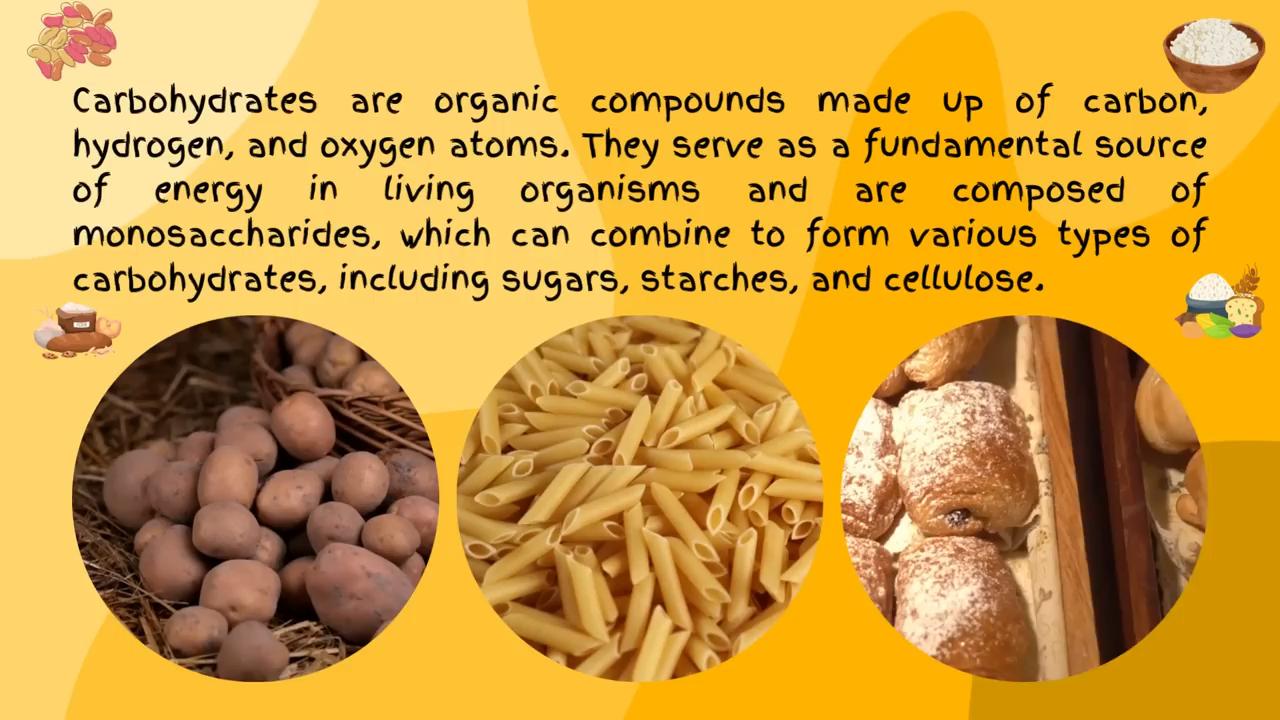 Carbohydrates are organic compounds made up of carbon,
hydrogen, and oxygen atoms. They serve as a fundamental source
of energy in living organisms and are composed of
monosaccharides, which can combine to form various types of
carbohydrates, including sugars, starches, and cellulose.